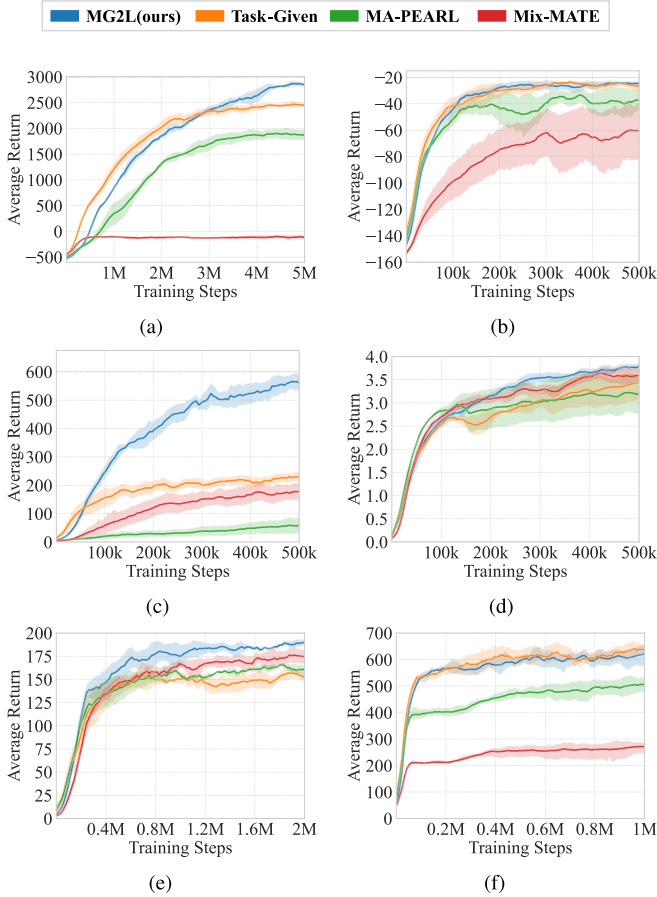 MG2L(ours) Task-Given MA-PEARL Mix-MATE
3000
2500
2000
1500
1000
500
0
−500
Average Return
1M 2M 3M 4M 5M
Training Steps
(a)
−20
−40
−60
−80
−100
−120
−140
−160
Average Return
100k 200k 300k 400k 500k
Training Steps
(b)
600
500
400
300
200
100
0
Average Return
100k 200k 300k 400k 500k
Training Steps
(c)
4.0
3.5
3.0
2.5
2.0
1.5
1.0
0.5
0.0
Average Return
100k 200k 300k 400k 500k
Training Steps
(d)
200
175
150
125
100
75
50
25
0
Average Return
0.4M 0.8M 1.2M 1.6M 2M
Training Steps
(e)
700
600
500
400
300
200
100
0
Average Return
0.2M 0.4M 0.6M 0.8M 1M
Training Steps
(f)